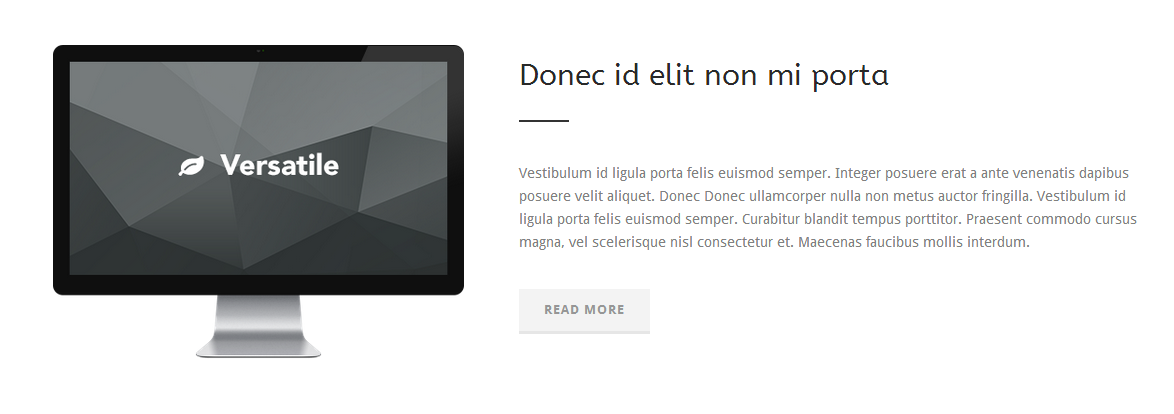 Versatile
Donec id elit non mi porta
Vestibulum id ligula porta felis euismod semper. Integer posuere erat a ante venenatis dapibus
posuere velit aliquet. Donec Donec ullamcorper nulla non metus auctor fringilla. Vestibulum id
ligula porta felis euismod semper. Curabitur blandit tempus porttitor. Praesent commodo cursus
magna, vel scelerisque nisl consectetur et. Maecenas faucibus mollis interdum.
READ MORE